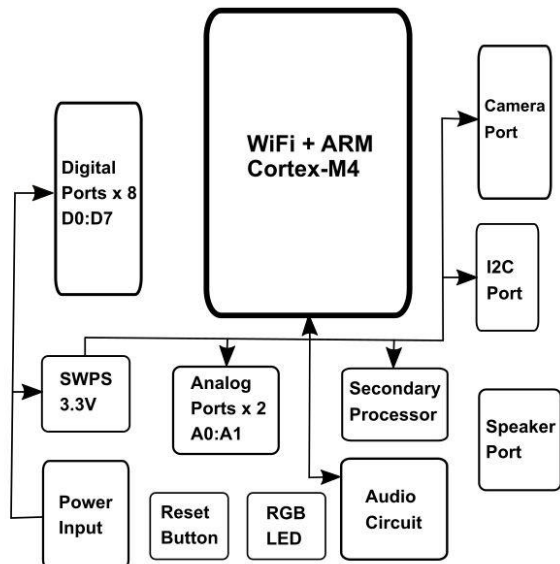 WiFi + ARM
Cortex-M4
Camera
Port
Digital
Ports x 8
D0:D7
I2C
Port
SWPS
3.3V
Analog
Ports x 2
A0:A1
Secondary
Processor
Speaker
Port
Power
Input
Reset
Button
RGB
LED
Audio
Circuit